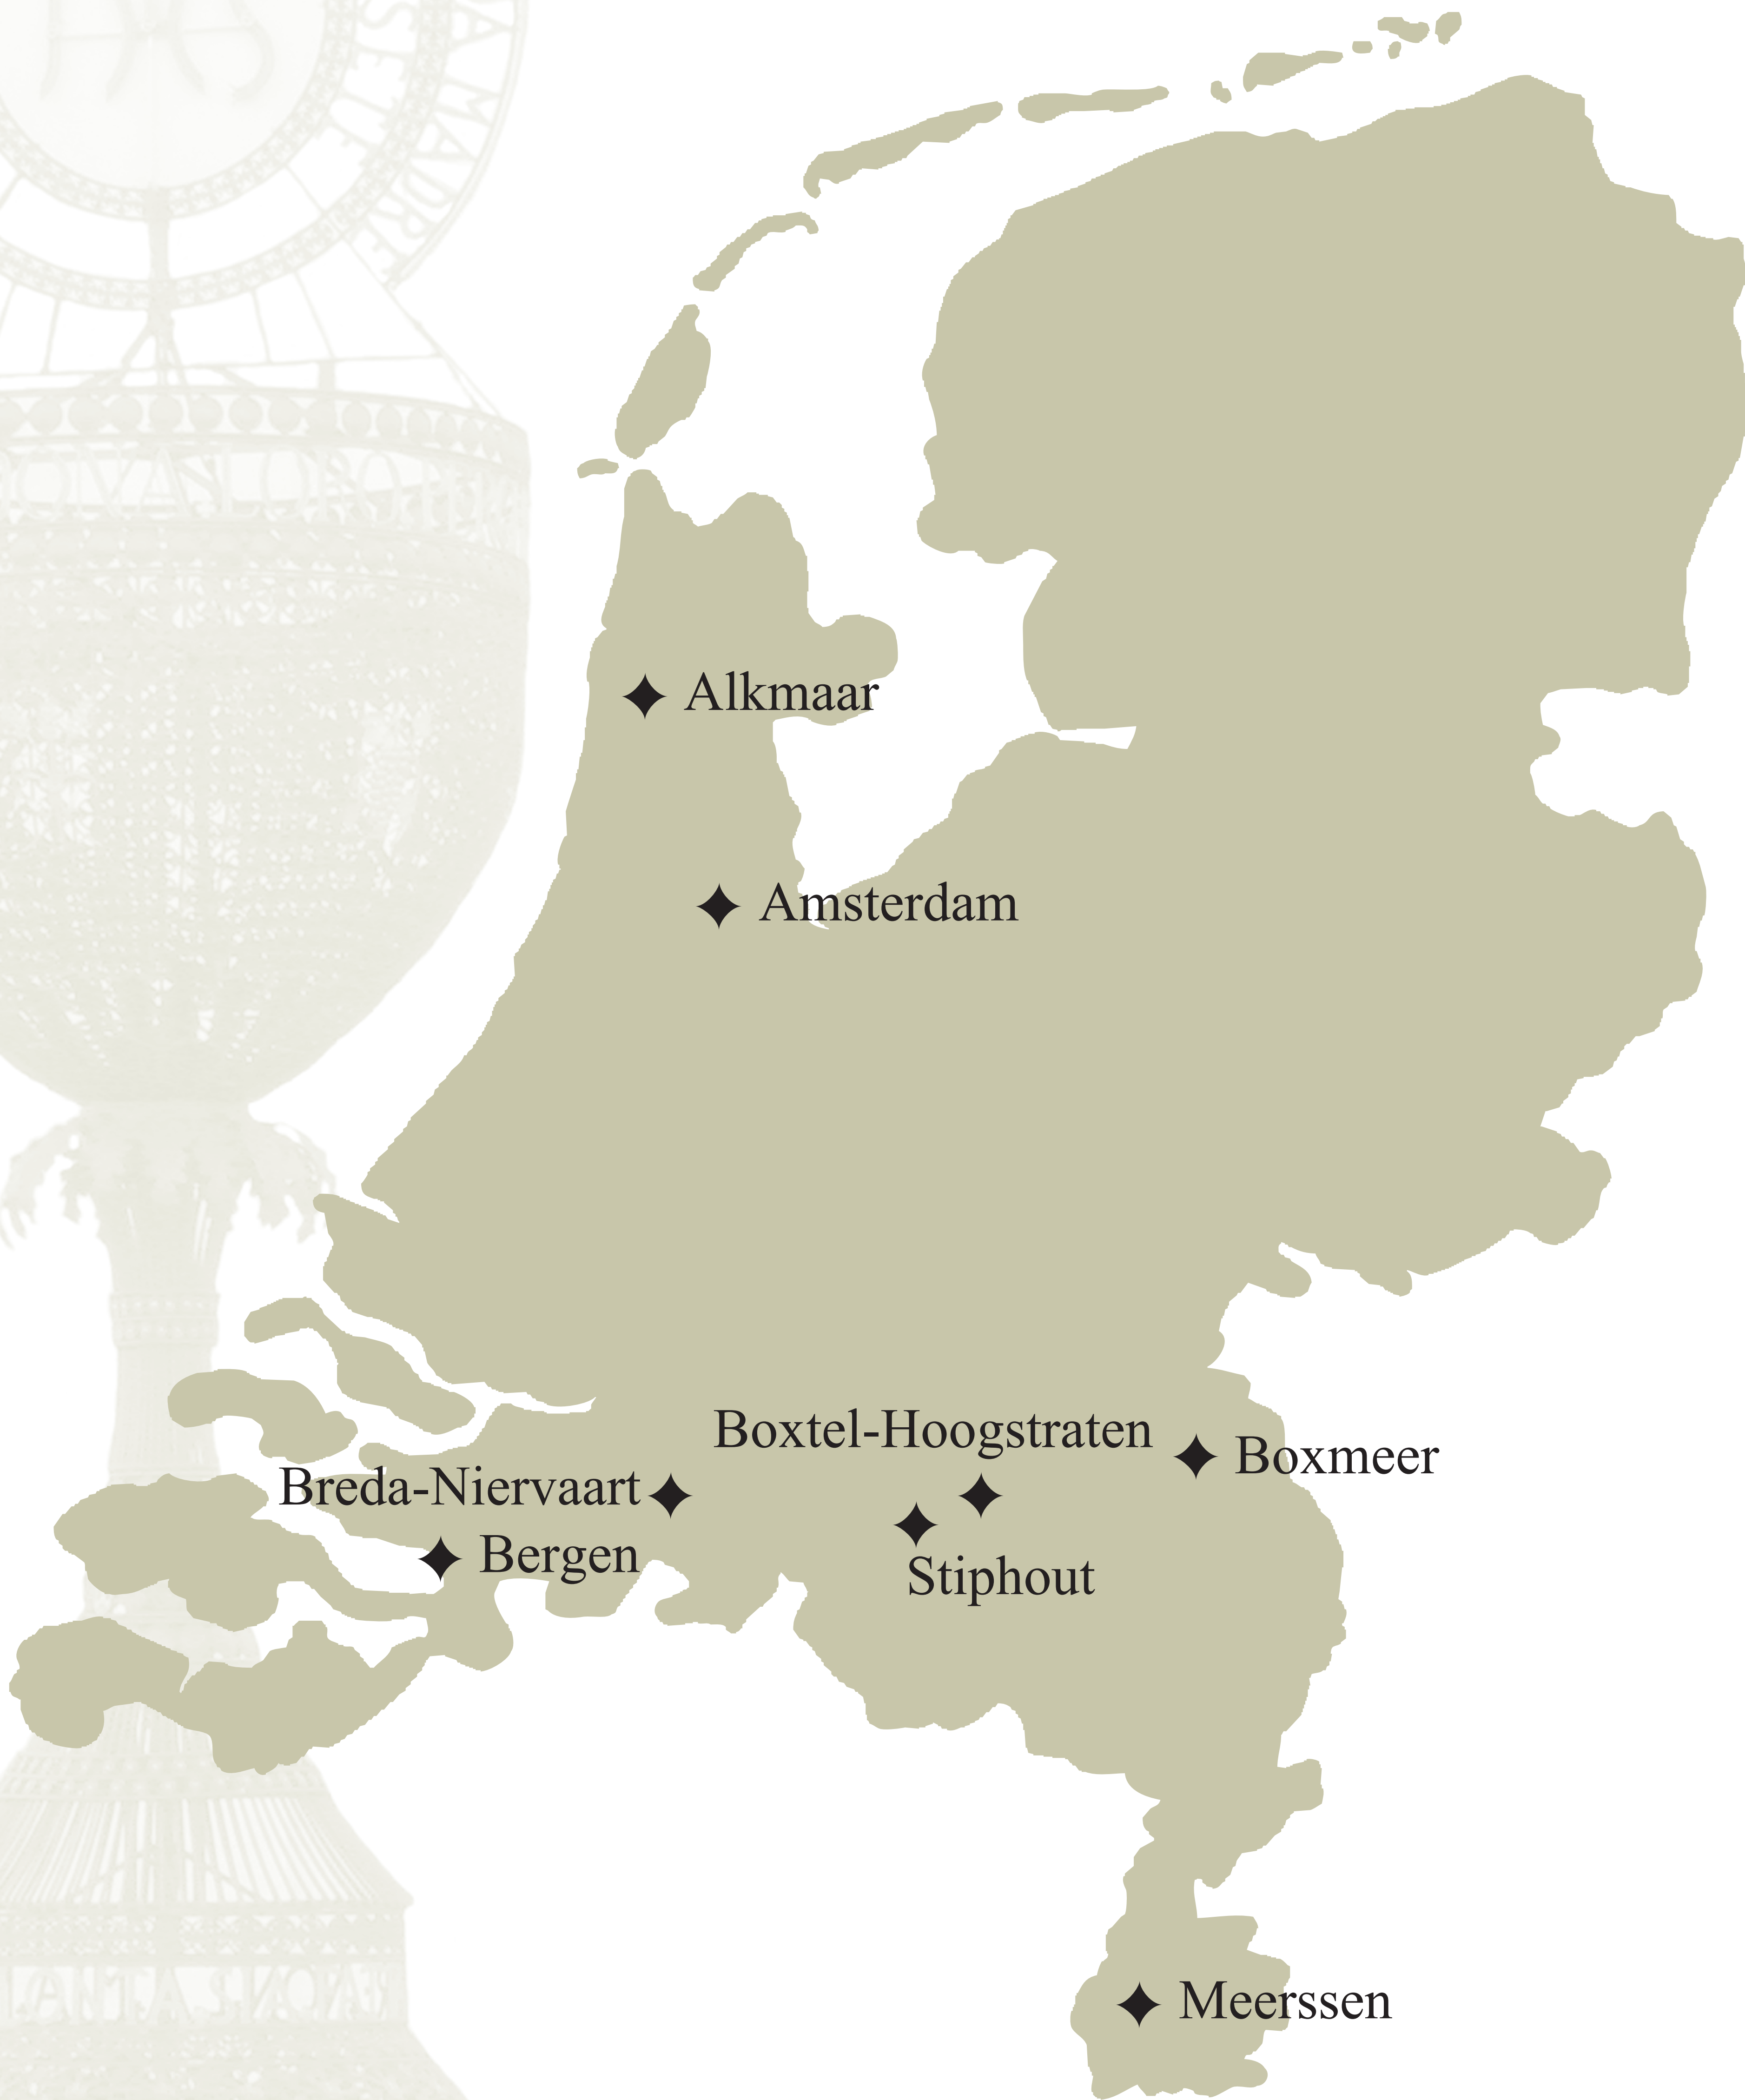 Alkmaar
Amsterdam
Boxtel-Hoogstraten
Boxmeer
Breda-Niervaart
Bergen
Stiphout
Meerssen